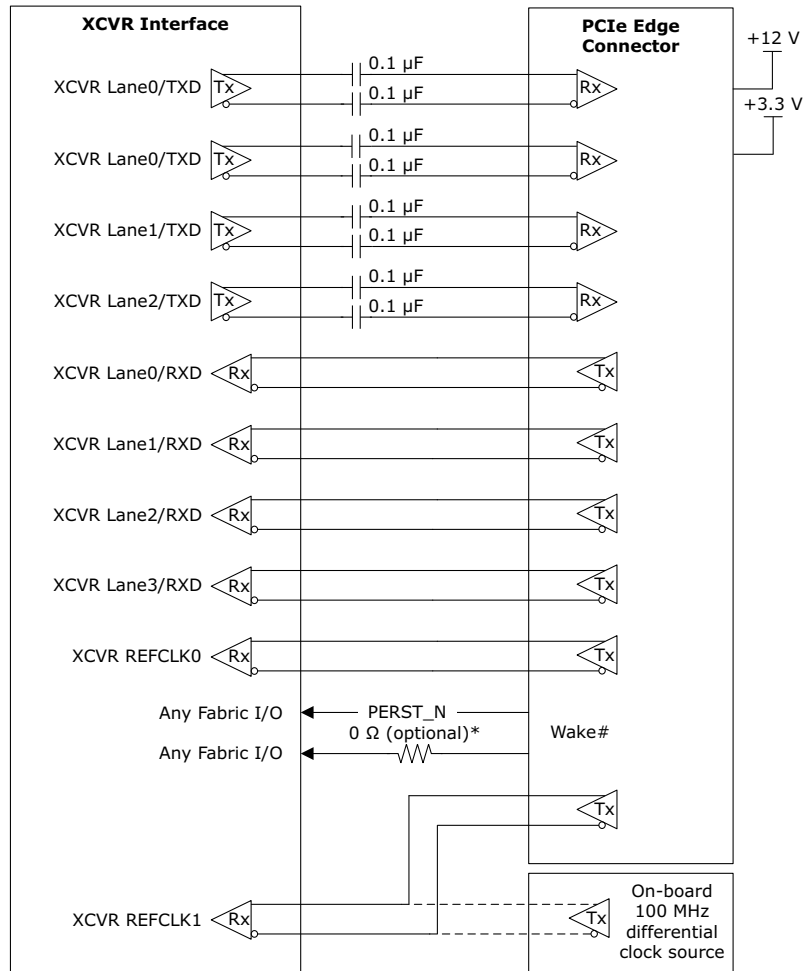 XCVR Interface
PCIe Edge
Connector
+12 V
+3.3 V
0.1 µF
XCVR Lane0/TXD
Tx
0.1 µF
Rx
0.1 µF
XCVR Lane0/TXD
Tx
0.1 µF
Rx
0.1 µF
XCVR Lane1/TXD
Tx
0.1 µF
Rx
0.1 µF
XCVR Lane2/TXD
Tx
0.1 µF
Rx
XCVR Lane0/RXD
Rx
Tx
XCVR Lane1/RXD
Rx
Tx
XCVR Lane2/RXD
Rx
Tx
XCVR Lane3/RXD
Rx
Tx
XCVR REFCLK0
Rx
Tx
Any Fabric I/O
PERST_N
0 Ω (optional)*
Wake#
Any Fabric I/O
Tx
XCVR REFCLK1
Rx
Tx
On-board
100 MHz
differential
clock source